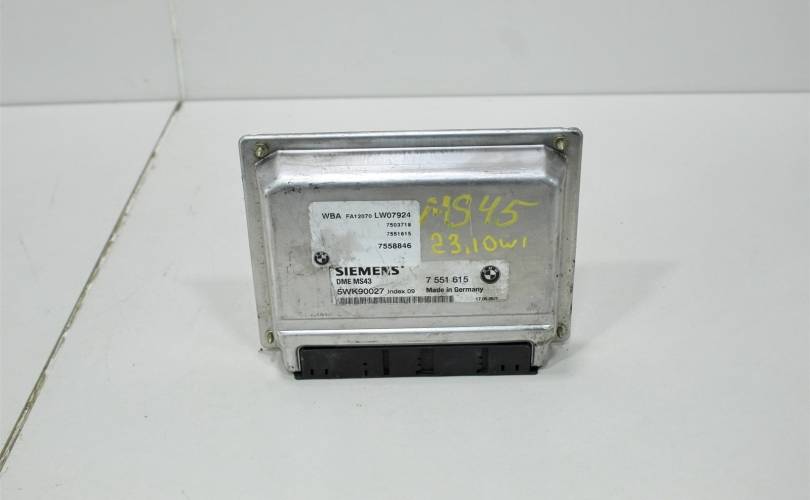 WBA FA12070 LW07924
7503718
7551615
7558846
MS45
23,10wi
SIEMENS
7 551 615
DME MS43
5WK90027 Index 09
Made in Germany